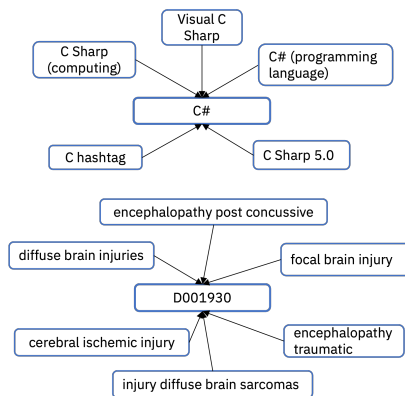 Visual C
Sharp
C Sharp
(computing)
C# (programming
language)
C#
C hashtag
C Sharp 5.0
encephalopathy post concussive
diffuse brain injuries
focal brain injury
D001930
cerebral ischemic injury
encephalopathy
traumatic
injury diffuse brain sarcomas